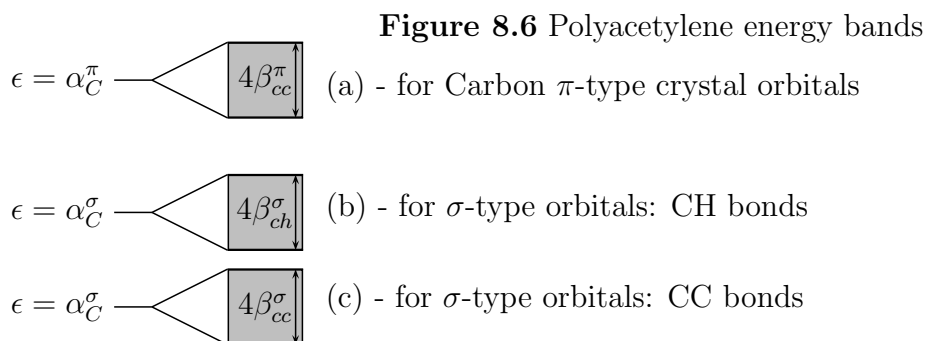 Figure 8.6 Polyacetylene energy bands
ϵ = α_C^π 4β_cc^π (a) - for Carbon π-type crystal orbitals
ϵ = α_C^σ 4β_ch^σ (b) - for σ-type orbitals: CH bonds
ϵ = α_C^σ 4β_cc^σ (c) - for σ-type orbitals: CC bonds